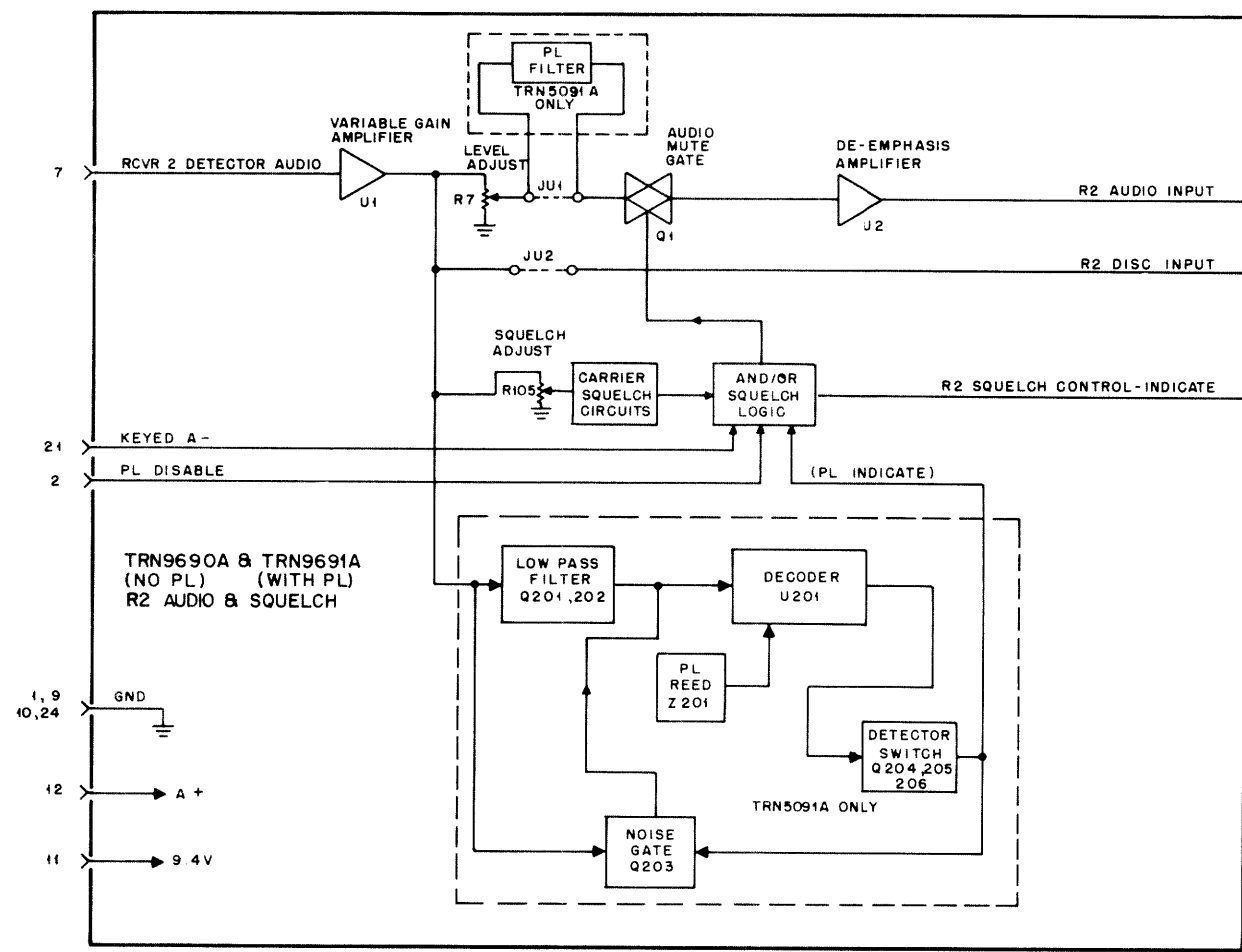 PL
FILTER
TRN5091A
ONLY
VARIABLE GAIN
AMPLIFIER
LEVEL
ADJUST
AUDIO
MUTE
GATE
DE-EMPHASIS
AMPLIFIER
7
RCVR 2 DETECTOR AUDIO
U1
R7
JU1
Q1
U2
R2 AUDIO INPUT
JU2
R2 DISC INPUT
SQUELCH
ADJUST
R105
CARRIER
SQUELCH
CIRCUITS
AND/OR
SQUELCH
LOGIC
R2 SQUELCH CONTROL-INDICATE
21
KEYED A-
2
PL DISABLE
(PL INDICATE)
TRN9690A & TRN9691A
(NO PL) (WITH PL)
R2 AUDIO & SQUELCH
LOW PASS
FILTER
Q201,202
DECODER
U201
PL
REED
Z201
1,9
10,24
GND
DETECTOR
SWITCH
Q204,205
206
TRN5091A ONLY
12
A+
NOISE
GATE
Q203
11
9.4V